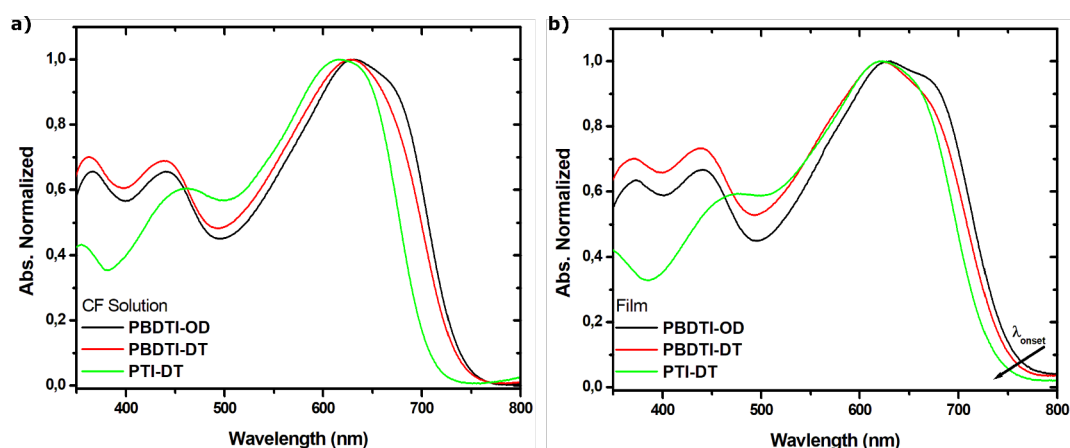 a)
Abs. Normalized
1,0
0,8
0,6
0,4
0,2
0,0
CF Solution
PBDTI-OD
PBDTI-DT
PTI-DT
400 500 600 700 800
Wavelength (nm)
b)
Abs. Normalized
1,0
0,8
0,6
0,4
0,2
0,0
Film
PBDTI-OD
PBDTI-DT
PTI-DT
λonset
400 500 600 700 800
Wavelength (nm)